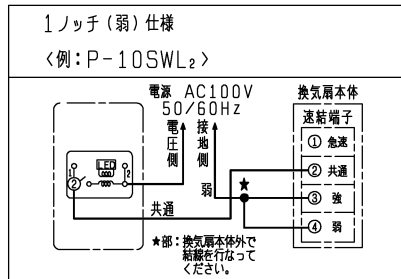 1ノッチ(弱)仕様
〈例:P-10SWL₂〉
電源 AC100V
50/60Hz
電圧側
接地側
換気扇本体
速結端子
① 急速
② 共通
③ 強
④ 弱
LED
1
2
②
弱
★
共通
★部:換気扇本体外で
結線を行なって
ください。